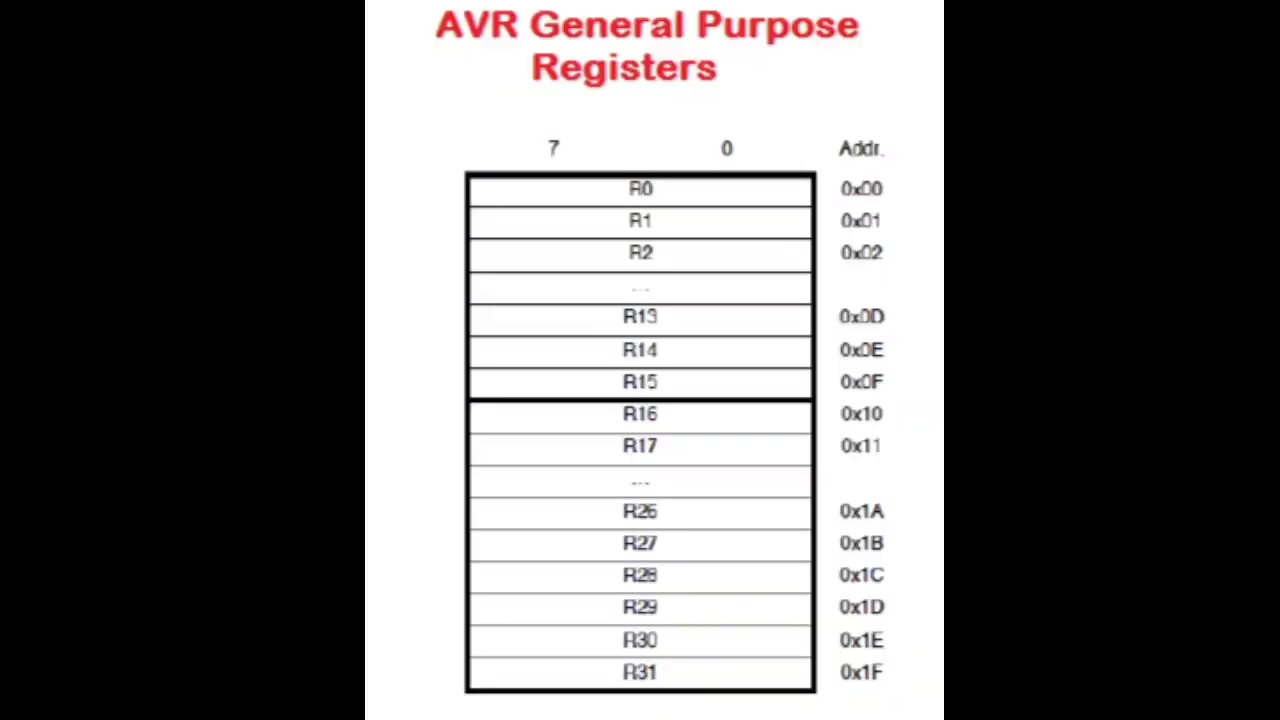 AVR General Purpose
Registers
7 0 Addr.
R0 0x00
R1 0x01
R2 0x02
...
R13 0x0D
R14 0x0E
R15 0x0F
R16 0x10
R17 0x11
...
R26 0x1A
R27 0x1B
R28 0x1C
R29 0x1D
R30 0x1E
R31 0x1F